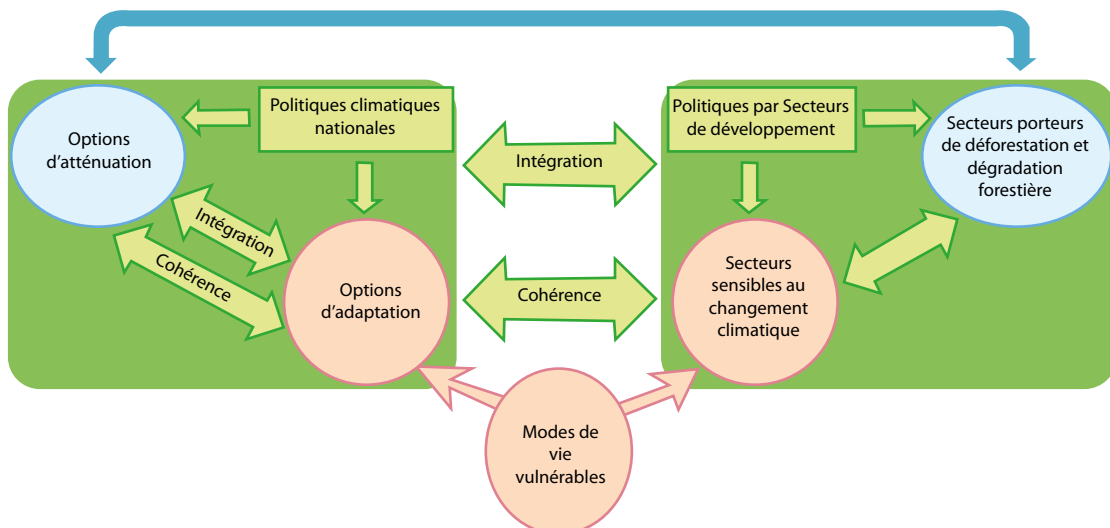 Options
d’atténuation
Politiques climatiques
nationales
Intégration
Cohérence
Options
d’adaptation
Intégration
Cohérence
Politiques par Secteurs
de développement
Secteurs porteurs
de déforestation et
dégradation
forestière
Secteurs
sensibles au
changement
climatique
Modes de
vie
vulnérables